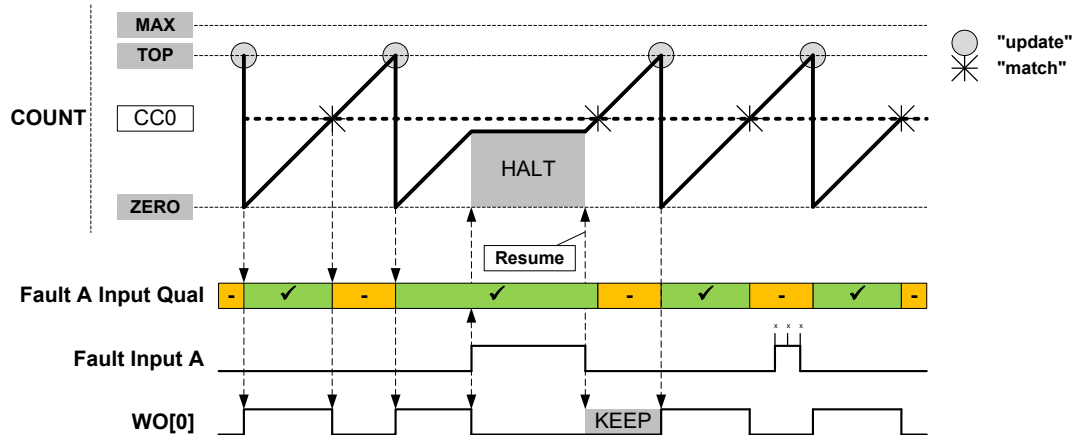 MAX
"update"
TOP
"match"
COUNT
CC0
HALT
ZERO
Resume
Fault A Input Qual
- ✓ - ✓ - ✓ - ✓ -
x x x
Fault Input A
WO[0]
KEEP